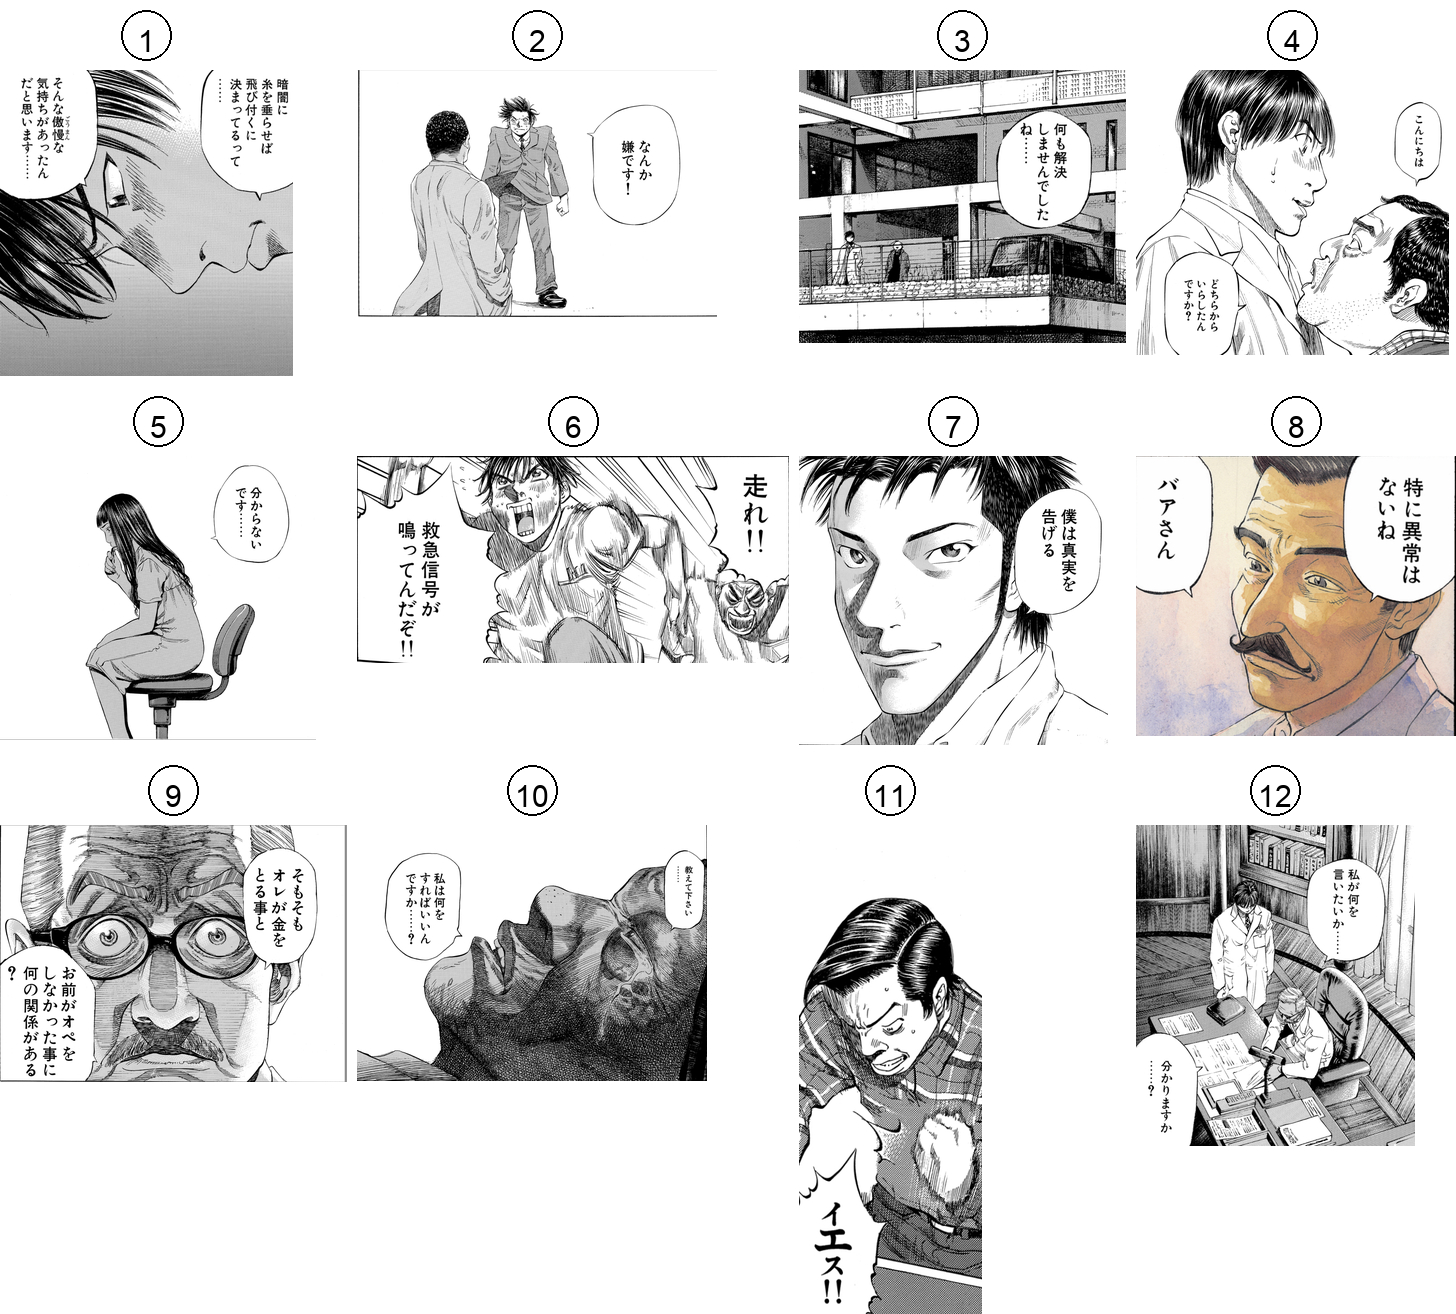 1
暗闇に
糸を垂らせば
飛び付くに
決まってるって
……
そんな傲慢な
ごうまん
気持ちがあったん
だと思います……
2
なんか
嫌です!
3
何も解決
しませんでした
ね……
4
こんにちは
どちらから
いらしたん
ですか?
5
分からない
です……
6
走れ!!
救急信号が
鳴ってんだぞ!!
7
僕は真実を
告げる
8
特に異常は
ないね
バアさん
9
そもそも
オレが金を
とる事と
お前がオペを
しなかった事に
何の関係がある
?
10
教えて下さい
……
私は何を
すればいいん
ですか……?
11
イエス!!
12
私が何を
言いたいか……
分かりますか
……?